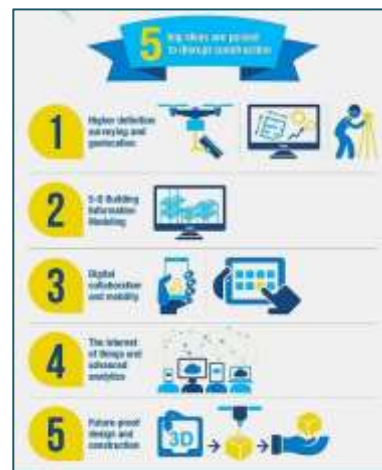 5 big ideas are poised
to disrupt construction
1
Higher definition
surveying and
geolocation
2
5-D Building
Information
Modeling
3
Digital
collaboration
and mobility
4
The internet
of things and
advanced
analytics
5
Future-proof
design and
construction
3D